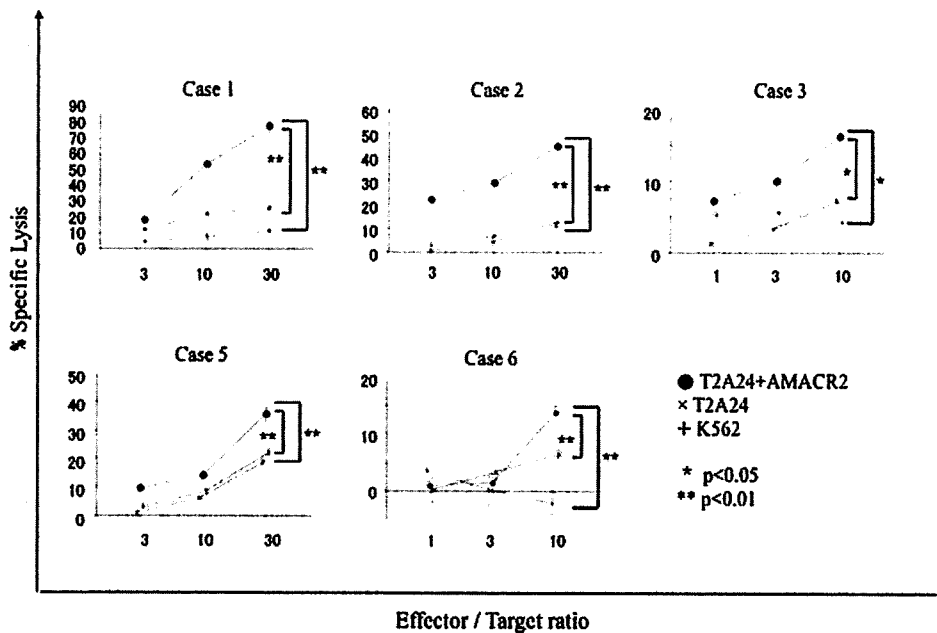 % Specific Lysis
Case 1
90
80
70
60
50
40
30
20
10
0
**
**
3 10 30
Case 2
60
50
40
30
20
10
0
**
**
3 10 30
Case 3
20
10
0
*
*
1 3 10
Case 5
50
40
30
20
10
0
**
**
3 10 30
Case 6
20
10
0
**
**
1 3 10
● T2A24+AMACR2
× T2A24
+ K562
* p<0.05
** p<0.01
Effector / Target ratio